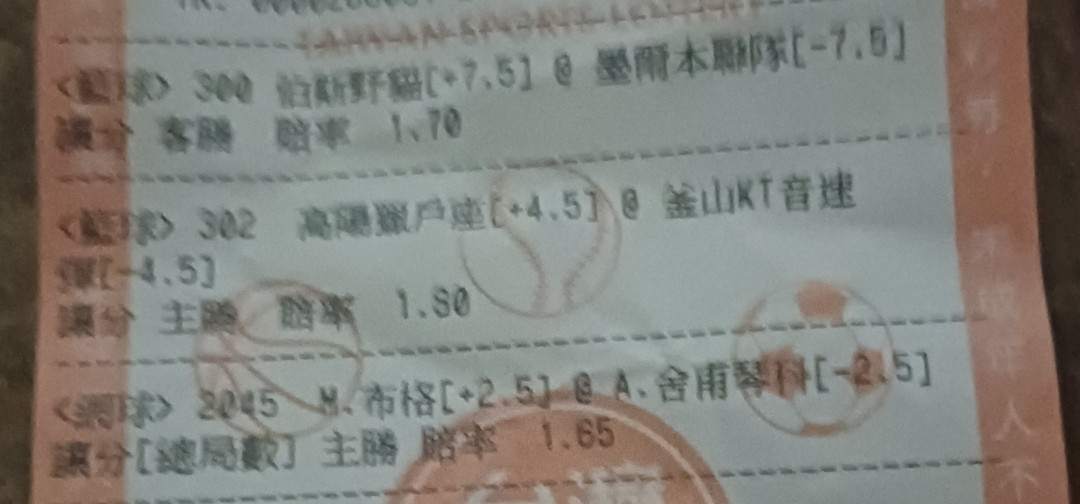 <籃球> 300 伯斯野貓[+7.5] @ 墨爾本聯隊[-7.5]
讓分 客勝 賠率 1.70
<籃球> 302 高陽獵戶座[+4.5] @ 釜山KT音速
彈[-4.5]
讓分 主勝 賠率 1.80
<網球> 2045 M.布格[+2.5] @ A.舍甫琴科[-2.5]
讓分[總局數] 主勝 賠率 1.65